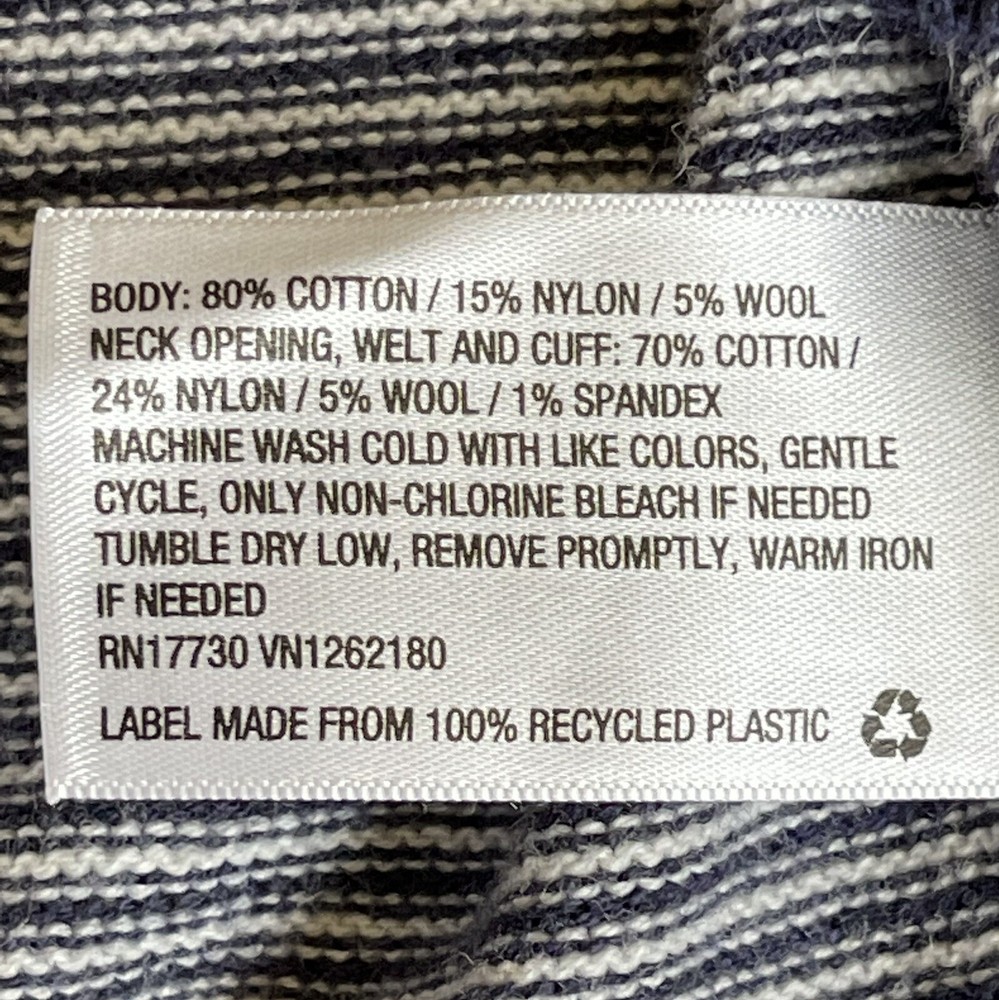 BODY: 80% COTTON / 15% NYLON / 5% WOOL
NECK OPENING, WELT AND CUFF: 70% COTTON /
24% NYLON / 5% WOOL / 1% SPANDEX
MACHINE WASH COLD WITH LIKE COLORS, GENTLE
CYCLE, ONLY NON-CHLORINE BLEACH IF NEEDED
TUMBLE DRY LOW, REMOVE PROMPTLY, WARM IRON
IF NEEDED
RN17730 VN1262180
LABEL MADE FROM 100% RECYCLED PLASTIC